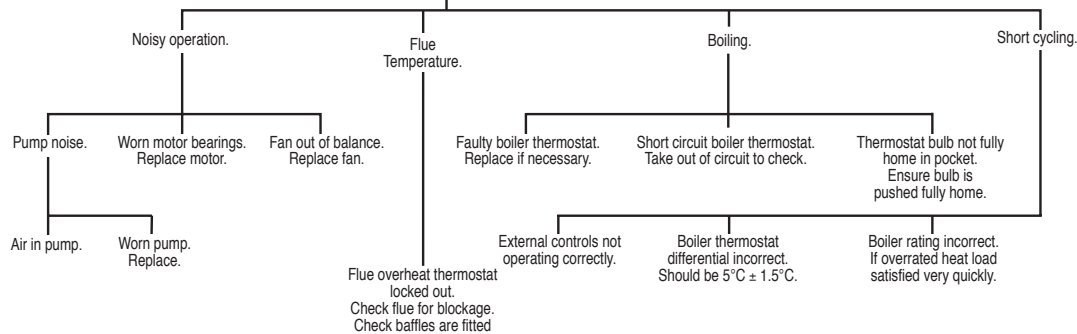 Noisy operation.
Flue
Temperature.
Boiling.
Short cycling.
Pump noise.
Worn motor bearings.
Replace motor.
Fan out of balance.
Replace fan.
Faulty boiler thermostat.
Replace if necessary.
Short circuit boiler thermostat.
Take out of circuit to check.
Thermostat bulb not fully
home in pocket.
Ensure bulb is
pushed fully home.
Air in pump.
Worn pump.
Replace.
Flue overheat thermostat
locked out.
Check flue for blockage.
Check baffles are fitted
External controls not
operating correctly.
Boiler thermostat
differential incorrect.
Should be 5°C ± 1.5°C.
Boiler rating incorrect.
If overrated heat load
satisfied very quickly.